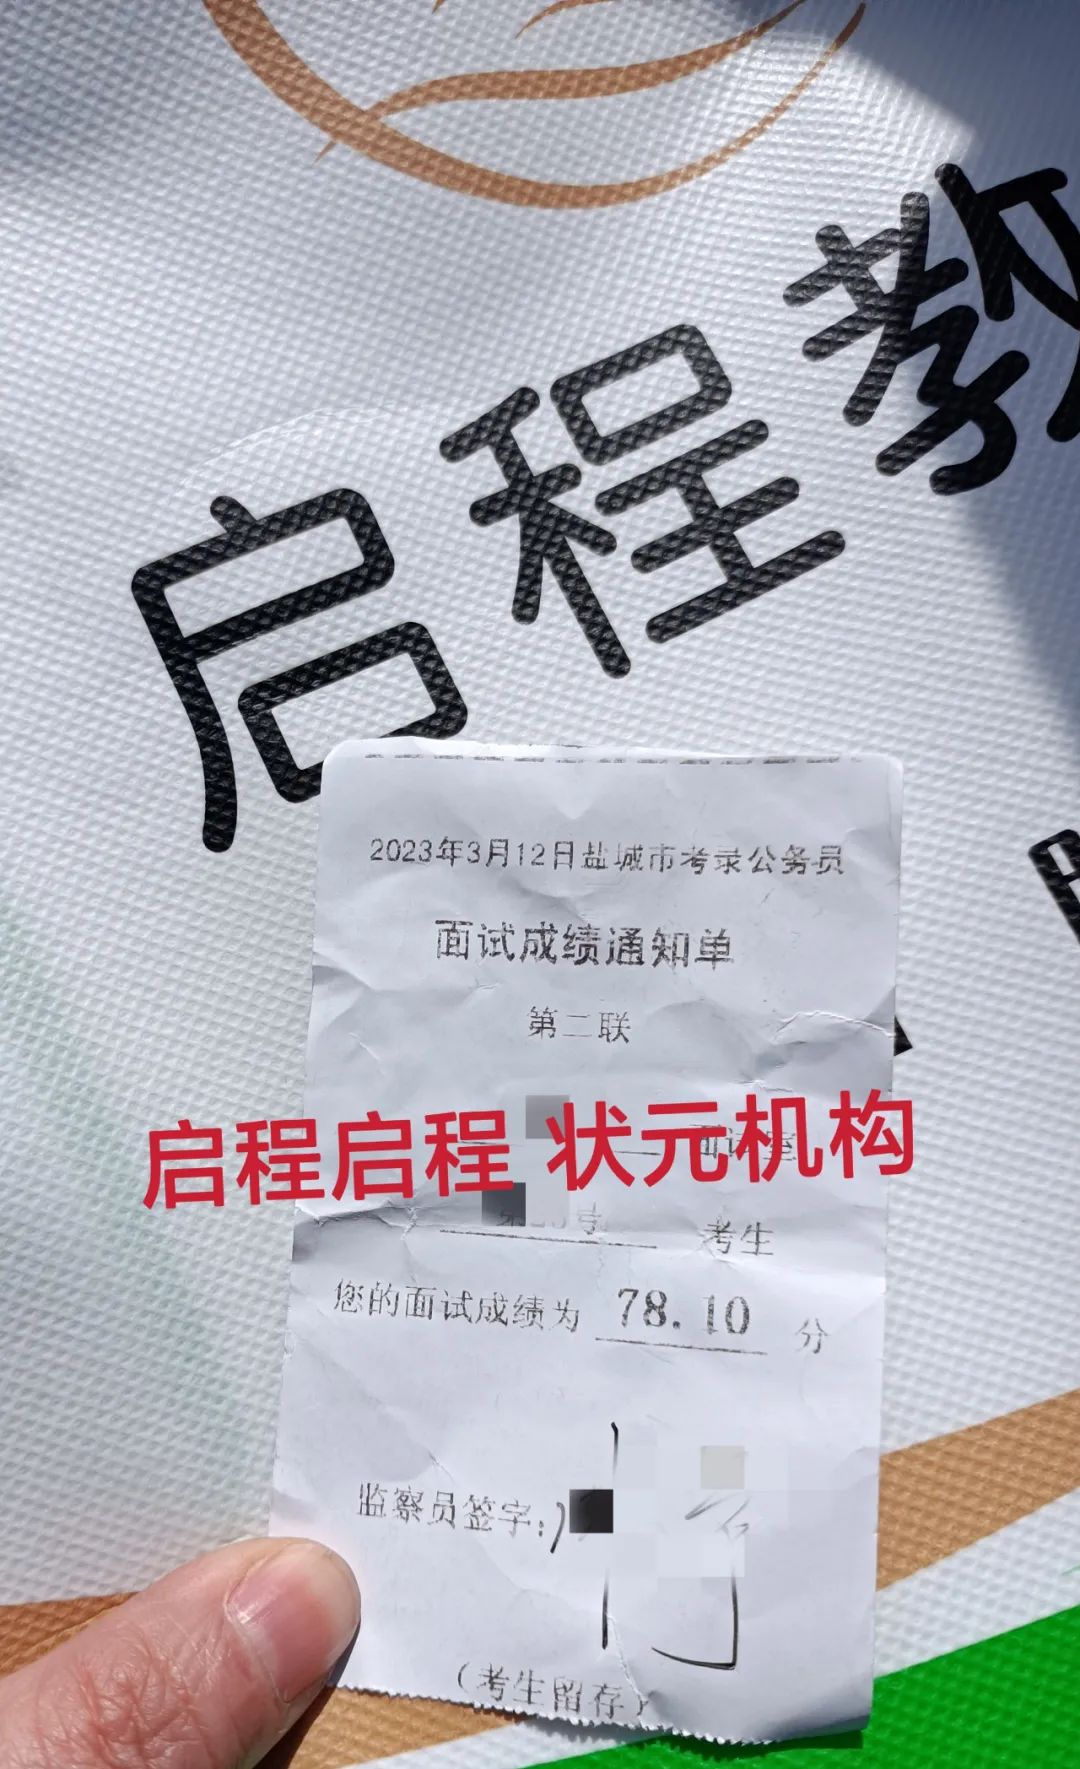 启程教
2023年3月12日盐城市考录公务员
面试成绩通知单
第二联
面试室
启程启程 状元机构
考生
您的面试成绩为 78.10 分
监察员签字:
(考生留存)